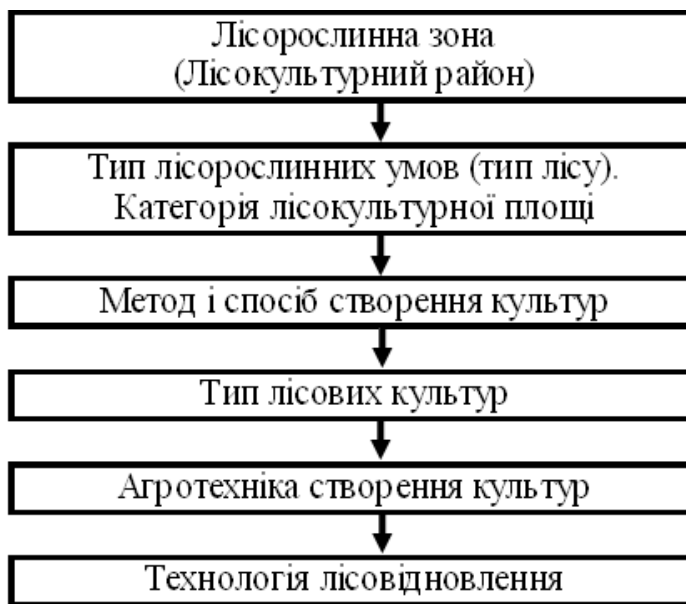 Лісорослинна зона
(Лісокультурний район)
Тип лісорослинних умов (тип лісу).
Категорія лісокультурної площі
Метод і спосіб створення культур
Тип лісових культур
Агротехніка створення культур
Технологія лісовідновлення